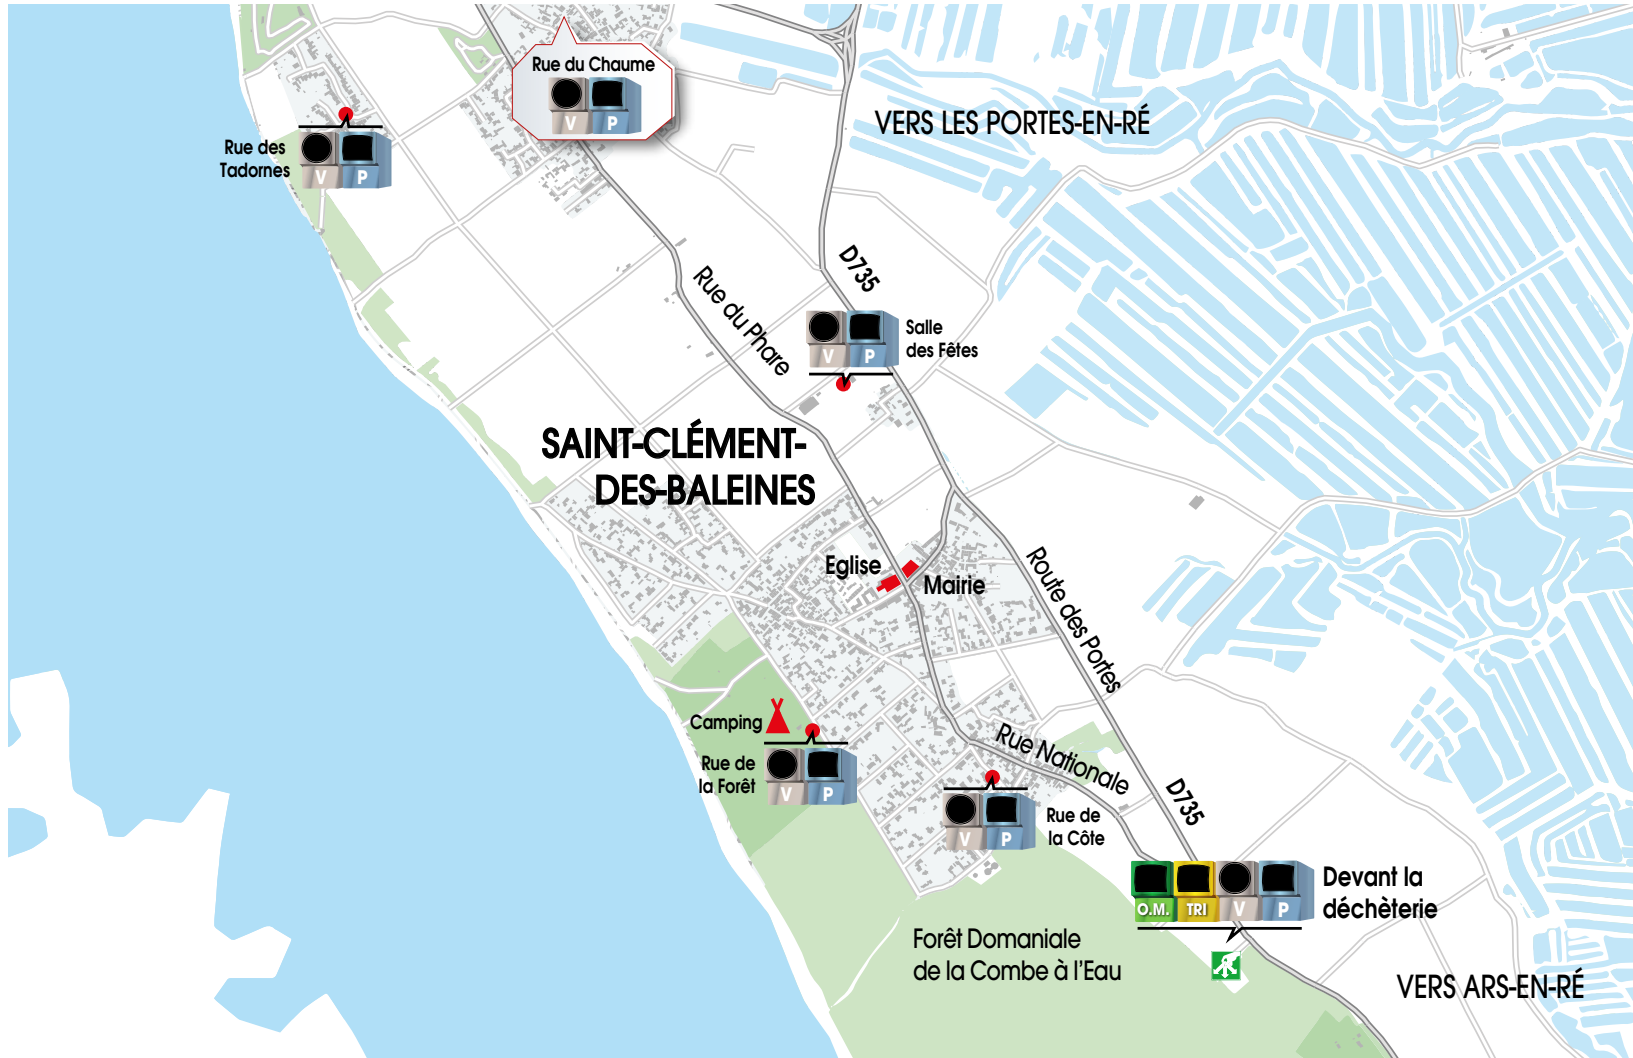 Rue du Chaume
V P
VERS LES PORTES-EN-RÉ
Rue des
Tadornes
V P
D735
Rue du Phare
Salle
des Fêtes
V P
SAINT-CLÉMENT-
DES-BALEINES
Eglise
Mairie
Route des Portes
Camping
Rue de
la Forêt
V P
Rue Nationale
D735
Rue de
la Côte
V P
O.M. TRI V P
Devant la
déchèterie
Forêt Domaniale
de la Combe à l'Eau
VERS ARS-EN-RÉ